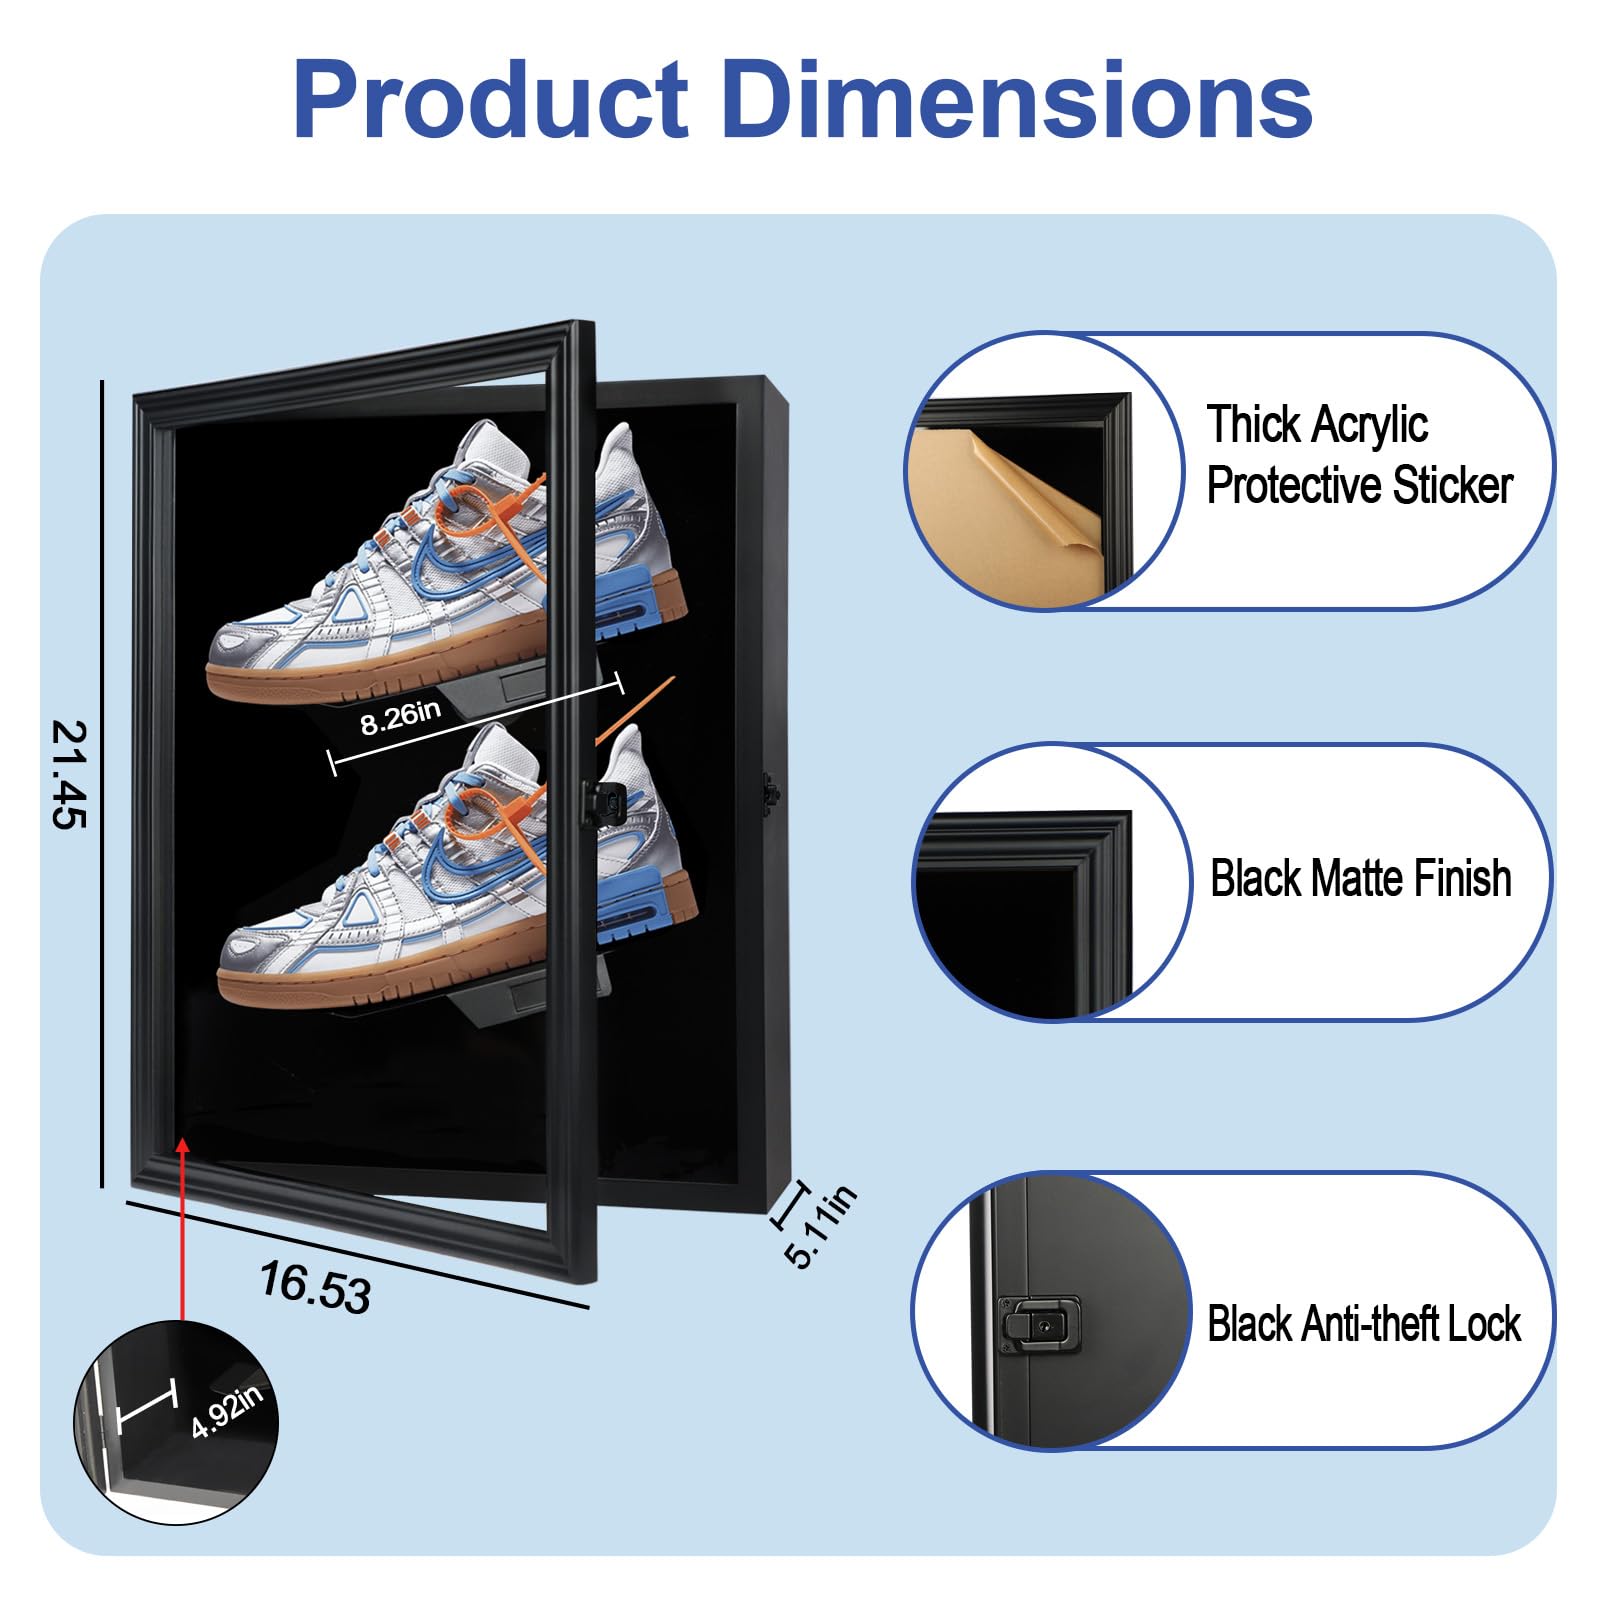 Product Dimensions
21.45
8.26in
16.53
5.11in
4.92in
Thick Acrylic
Protective Sticker
Black Matte Finish
Black Anti-theft Lock